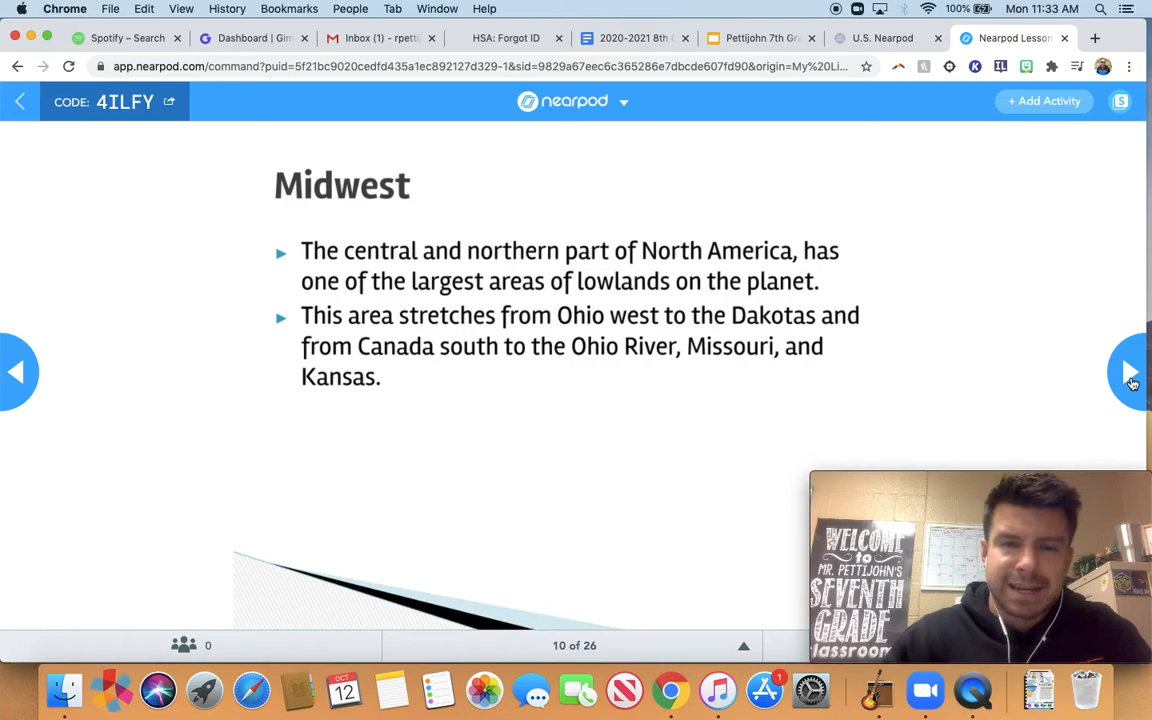 Chrome File Edit View History Bookmarks People Tab Window Help 100% Mon 11:33 AM
Spotify – Search Dashboard | Gim Inbox (1) - rpetti HSA: Forgot ID 2020-2021 8th Pettijohn 7th Gra U.S. Nearpod Nearpod Lesson
app.nearpod.com/command?puid=5f21bc9020cedfd435a1ec892127d329-1&sid=9829a67eec6c365286e7dbcde607fd90&origin=My%20Li...
CODE: 4ILFY nearpod + Add Activity S
Midwest
The central and northern part of North America, has
one of the largest areas of lowlands on the planet.
This area stretches from Ohio west to the Dakotas and
from Canada south to the Ohio River, Missouri, and
Kansas.
WELCOME
to
MR. PETTIJOHN'S
SEVENTH
GRADE
Classroom
0 10 of 26
OCT
12
1